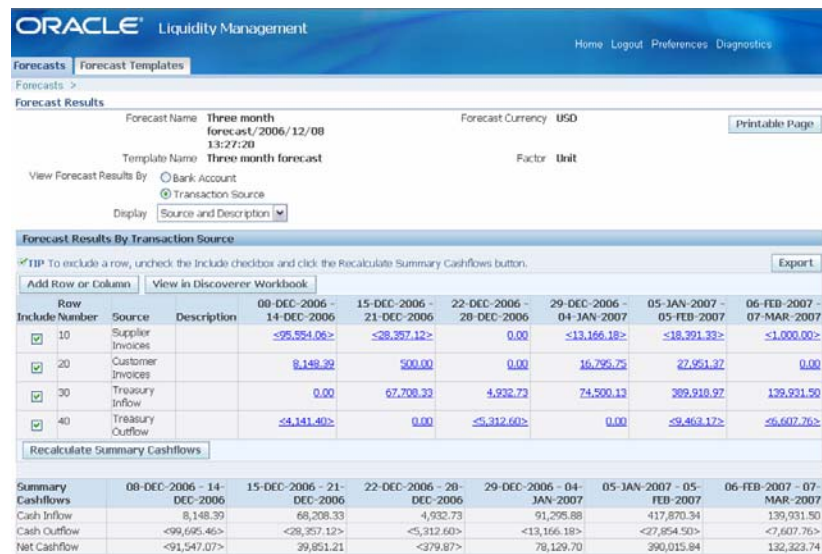 ORACLE® Liquidity Management
Home Logout Preferences Diagnostics
Forecasts Forecast Templates
Forecasts >
Forecast Results
Forecast Name Three month forecast/2006/12/08 13:27:20
Forecast Currency USD
Printable Page
Template Name Three month forecast
Factor Unit
View Forecast Results By Bank Account
Transaction Source
Display Source and Description
Forecast Results By Transaction Source
TIP To exclude a row, uncheck the Include checkbox and click the Recalculate Summary Cashflows button.
Export
Add Row or Column View in Discoverer Workbook
Include Row Number Source Description 08-DEC-2006 - 14-DEC-2006 15-DEC-2006 - 21-DEC-2006 22-DEC-2006 - 28-DEC-2006 29-DEC-2006 - 04-JAN-2007 05-JAN-2007 - 05-FEB-2007 06-FEB-2007 - 07-MAR-2007
10 Supplier Invoices <95,554.06> <28,357.12> 0.00 <13,166.18> <18,391.33> <1,000.00>
20 Customer Invoices 8,148.39 500.00 0.00 16,795.75 27,951.37 0.00
30 Treasury Inflow 0.00 67,708.33 4,932.73 74,500.13 389,918.97 139,931.50
40 Treasury Outflow <4,141.40> 0.00 <5,312.60> 0.00 <9,463.17> <6,607.76>
Recalculate Summary Cashflows
Summary Cashflows 08-DEC-2006 - 14-DEC-2006 15-DEC-2006 - 21-DEC-2006 22-DEC-2006 - 28-DEC-2006 29-DEC-2006 - 04-JAN-2007 05-JAN-2007 - 05-FEB-2007 06-FEB-2007 - 07-MAR-2007
Cash Inflow 8,148.39 68,208.33 4,932.73 91,295.88 417,870.34 139,931.50
Cash Outflow <99,695.46> <28,357.12> <5,312.60> <13,166.18> <27,854.50> <7,607.76>
Net Cashflow <91,547.07> 39,851.21 <379.87> 78,129.70 390,015.84 132,323.74